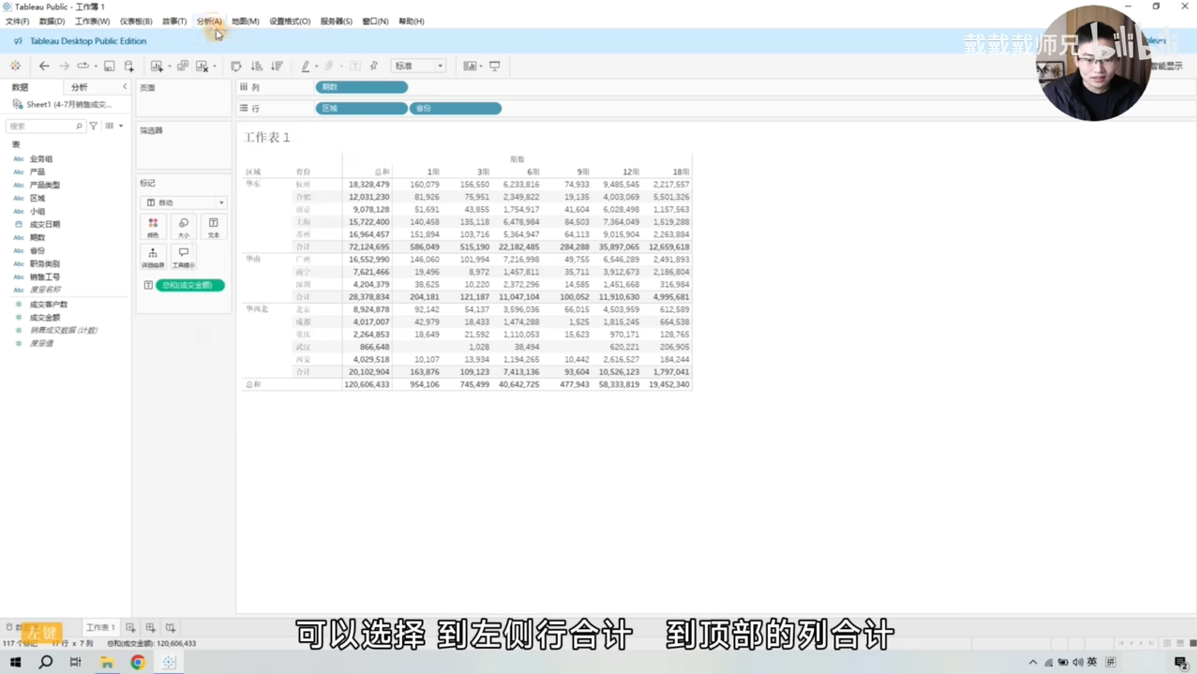 Tableau Public - 工作簿 1
文件(F) 数据(D) 工作表(W) 仪表板(B) 故事(T) 分析(A) 地图(M) 设置格式(O) 服务器(S) 窗口(N) 帮助(H)
Tableau Desktop Public Edition
戴戴戴师兄 bilibili
标准
智能显示
数据 分析
Sheet1 (4-7月销售成交...
搜索
表
Abc 业务组
Abc 产品
Abc 产品类型
Abc 区域
Abc 小组
成交日期
Abc 期数
Abc 省份
Abc 职务类别
Abc 销售工号
Abc 度量名称
成交客户数
成交金额
销售成交数据 (计数)
度量值
页面
筛选器
标记
自动
颜色 大小 文本
详细信息 工具提示
总和(成交金额)
列 期数
行 区域 省份
工作表 1
期数
区域 省份 总和 1期 3期 6期 9期 12期 18期
华东 杭州 18,328,479 160,079 156,550 6,233,816 74,933 9,485,545 2,217,557
合肥 12,031,230 81,926 75,951 2,349,822 19,135 4,003,069 5,501,326
南京 9,078,128 51,691 43,855 1,754,917 41,604 6,028,498 1,157,563
上海 15,722,400 140,458 135,118 6,478,984 84,503 7,364,049 1,519,288
苏州 16,964,457 151,894 103,716 5,364,947 64,113 9,015,904 2,263,884
合计 72,124,695 586,049 515,190 22,182,485 284,288 35,897,065 12,659,618
华南 广州 16,552,990 146,060 101,994 7,216,998 49,755 6,546,289 2,491,893
南宁 7,621,466 19,496 8,972 1,457,811 35,711 3,912,673 2,186,804
深圳 4,204,379 38,625 10,220 2,372,296 14,585 1,451,668 316,984
合计 28,378,834 204,181 121,187 11,047,104 100,052 11,910,630 4,995,681
华西北 北京 8,924,878 92,142 54,137 3,596,036 66,015 4,503,959 612,589
成都 4,017,007 42,979 18,433 1,474,288 1,525 1,815,245 664,538
重庆 2,264,853 18,649 21,592 1,110,053 15,623 970,171 128,765
武汉 866,648 1,028 38,494 620,221 206,905
西安 4,029,518 10,107 13,934 1,194,265 10,442 2,616,527 184,244
合计 20,102,904 163,876 109,123 7,413,136 93,604 10,526,123 1,797,041
总和 120,606,433 954,106 745,499 40,642,725 477,943 58,333,819 19,452,340
工作表 1
左键
117 个标记 17 行 x 7 列 总和(成交金额): 120,606,433
可以选择 到左侧行合计 到顶部的列合计
英 拼